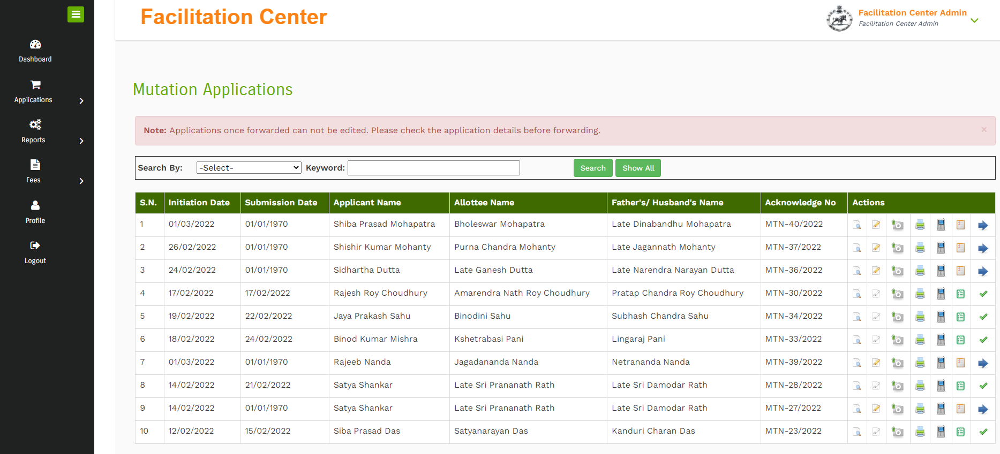 Facilitation Center
Facilitation Center Admin
Facilitation Center Admin
Dashboard
Applications
Reports
Fees
Profile
Logout
Mutation Applications
Note: Applications once forwarded can not be edited. Please check the application details before forwarding. ×
Search By: -Select- Keyword: Search Show All
S.N. Initiation Date Submission Date Applicant Name Allottee Name Father's/ Husband's Name Acknowledge No Actions
1 01/03/2022 01/01/1970 Shiba Prasad Mohapatra Bholeswar Mohapatra Late Dinabandhu Mohapatra MTN-40/2022
2 26/02/2022 01/01/1970 Shishir Kumar Mohanty Purna Chandra Mohanty Late Jagannath Mohanty MTN-37/2022
3 24/02/2022 01/01/1970 Sidhartha Dutta Late Ganesh Dutta Late Narendra Narayan Dutta MTN-36/2022
4 17/02/2022 17/02/2022 Rajesh Roy Choudhury Amarendra Nath Roy Choudhury Pratap Chandra Roy Choudhury MTN-30/2022
5 19/02/2022 22/02/2022 Jaya Prakash Sahu Binodini Sahu Subhash Chandra Sahu MTN-34/2022
6 18/02/2022 24/02/2022 Binod Kumar Mishra Kshetrabasi Pani Lingaraj Pani MTN-33/2022
7 01/03/2022 01/01/1970 Rajeeb Nanda Jagadananda Nanda Netrananda Nanda MTN-39/2022
8 14/02/2022 21/02/2022 Satya Shankar Late Sri Prananath Rath Late Sri Damodar Rath MTN-28/2022
9 14/02/2022 01/01/1970 Satya Shankar Late Sri Prananath Rath Late Sri Damodar Rath MTN-27/2022
10 12/02/2022 15/02/2022 Siba Prasad Das Satyanarayan Das Kanduri Charan Das MTN-23/2022